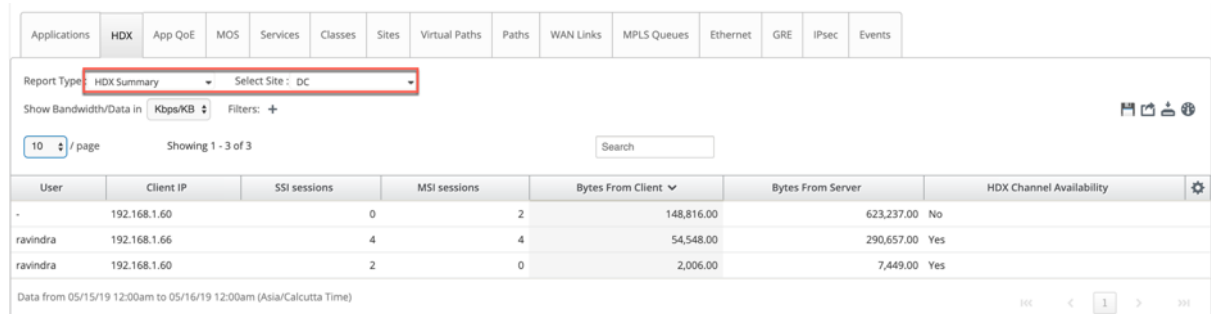 Applications HDX App QoE MOS Services Classes Sites Virtual Paths Paths WAN Links MPLS Queues Ethernet GRE IPsec Events
Report Type: HDX Summary Select Site : DC
Show Bandwidth/Data in Kbps/KB Filters: +
10 / page Showing 1 - 3 of 3 Search
User Client IP SSI sessions MSI sessions Bytes From Client Bytes From Server HDX Channel Availability
- 192.168.1.60 0 2 148,816.00 623,237.00 No
ravindra 192.168.1.66 4 4 54,548.00 290,657.00 Yes
ravindra 192.168.1.60 2 0 2,006.00 7,449.00 Yes
Data from 05/15/19 12:00am to 05/16/19 12:00am (Asia/Calcutta Time)
1